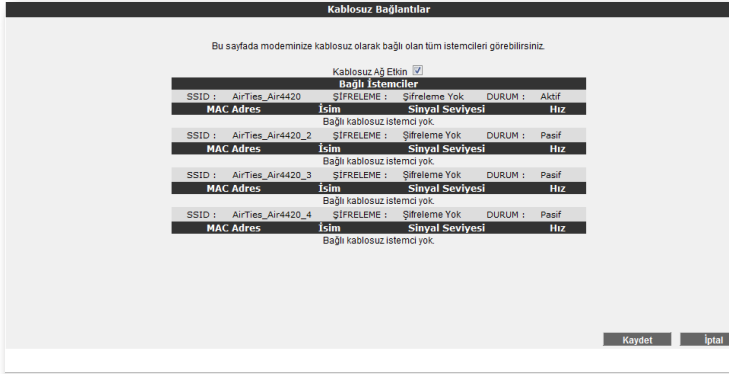 Kablosuz Bağlantılar
Bu sayfada modeminize kablosuz olarak bağlı olan tüm istemcileri görebilirsiniz.
Kablosuz Ağ Etkin
Bağlı İstemciler
SSID : AirTies_Air4420 ŞİFRELEME : Şifreleme Yok DURUM : Aktif
MAC Adres İsim Sinyal Seviyesi Hız
Bağlı kablosuz istemci yok.
SSID : AirTies_Air4420_2 ŞİFRELEME : Şifreleme Yok DURUM : Pasif
MAC Adres İsim Sinyal Seviyesi Hız
Bağlı kablosuz istemci yok.
SSID : AirTies_Air4420_3 ŞİFRELEME : Şifreleme Yok DURUM : Pasif
MAC Adres İsim Sinyal Seviyesi Hız
Bağlı kablosuz istemci yok.
SSID : AirTies_Air4420_4 ŞİFRELEME : Şifreleme Yok DURUM : Pasif
MAC Adres İsim Sinyal Seviyesi Hız
Bağlı kablosuz istemci yok.
Kaydet İptal